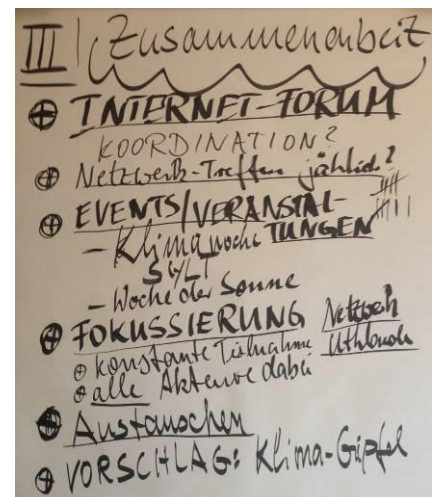 III Zusammenarbeit
⊕ INTERNET-FORUM
KOORDINATION?
⊕ Netzwerk-Treffen jährlich?
⊕ EVENTS/VERANSTAL-
TUNGEN
- Klimawoche
SYLT
- Woche der Sonne
⊕ FOKUSSIERUNG Netzwerk
⊕ konstante Teilnahme
⊕ alle Akteure dabei
⊕ Austauschen
⊕ VORSCHLAG: Klima-Gipfel